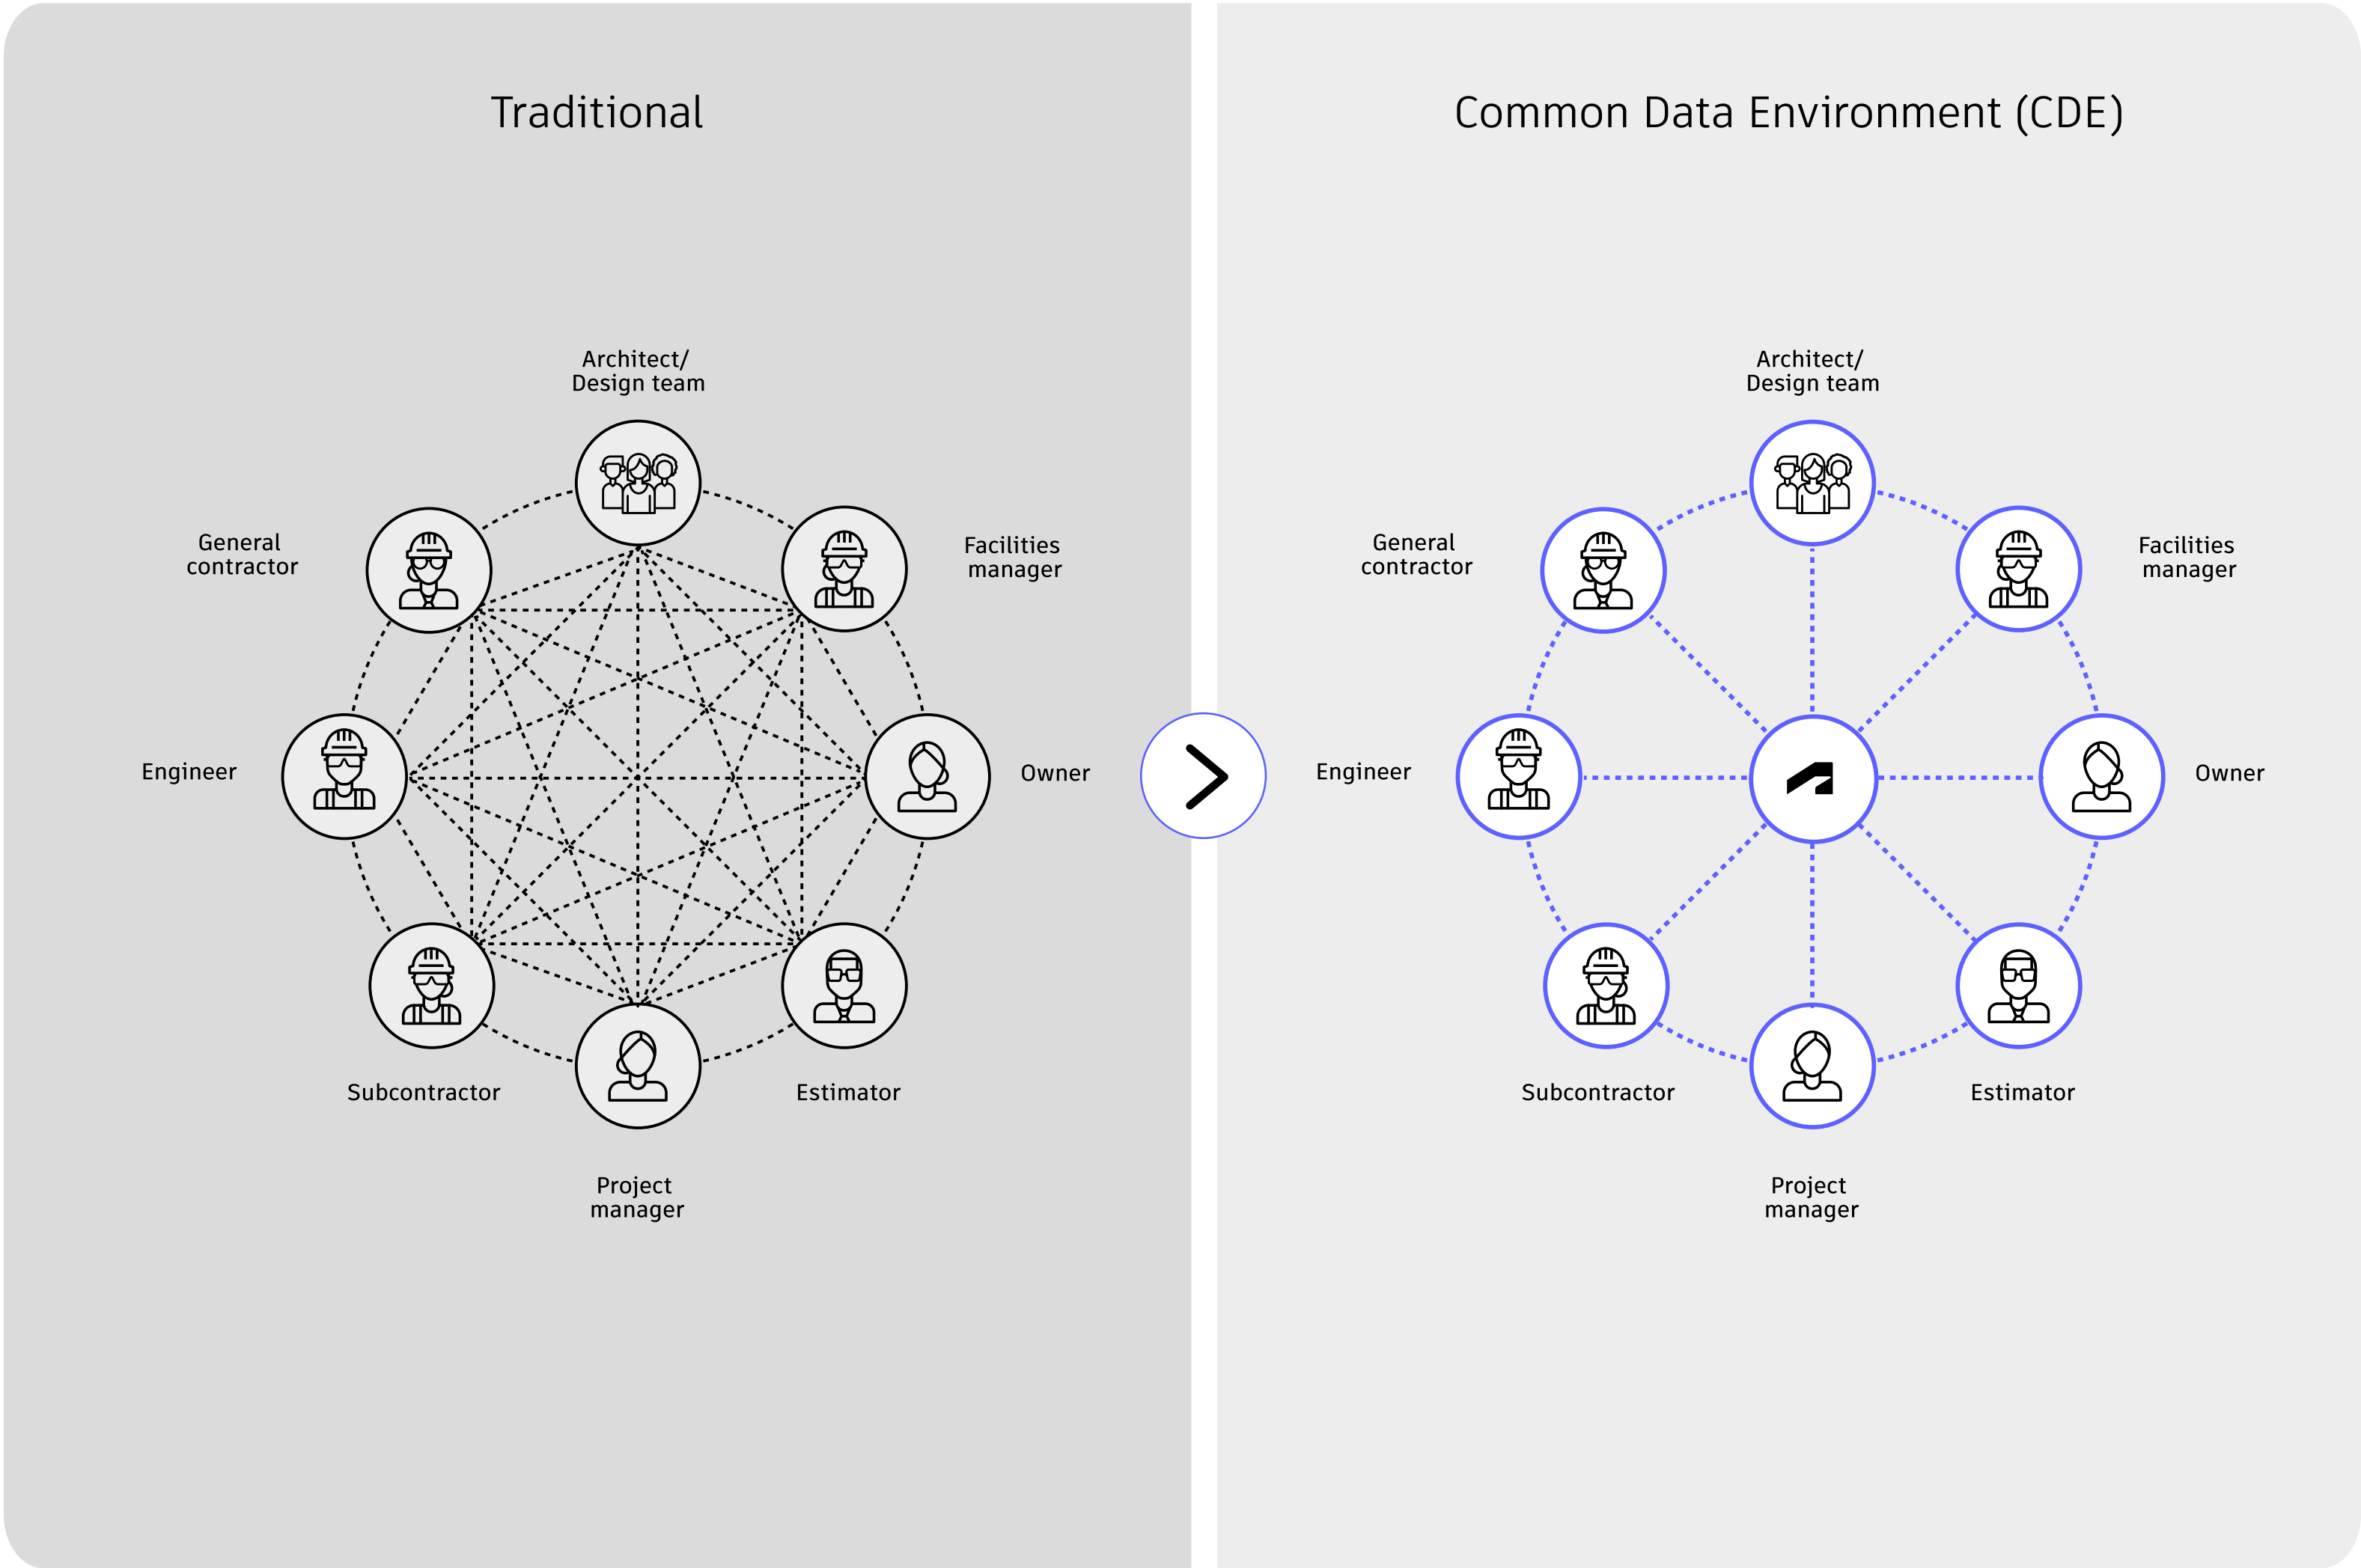 Traditional
Architect/
Design team
General
contractor
Facilities
manager
Engineer
Owner
Subcontractor
Estimator
Project
manager
Common Data Environment (CDE)
Architect/
Design team
General
contractor
Facilities
manager
Engineer
Owner
Subcontractor
Estimator
Project
manager